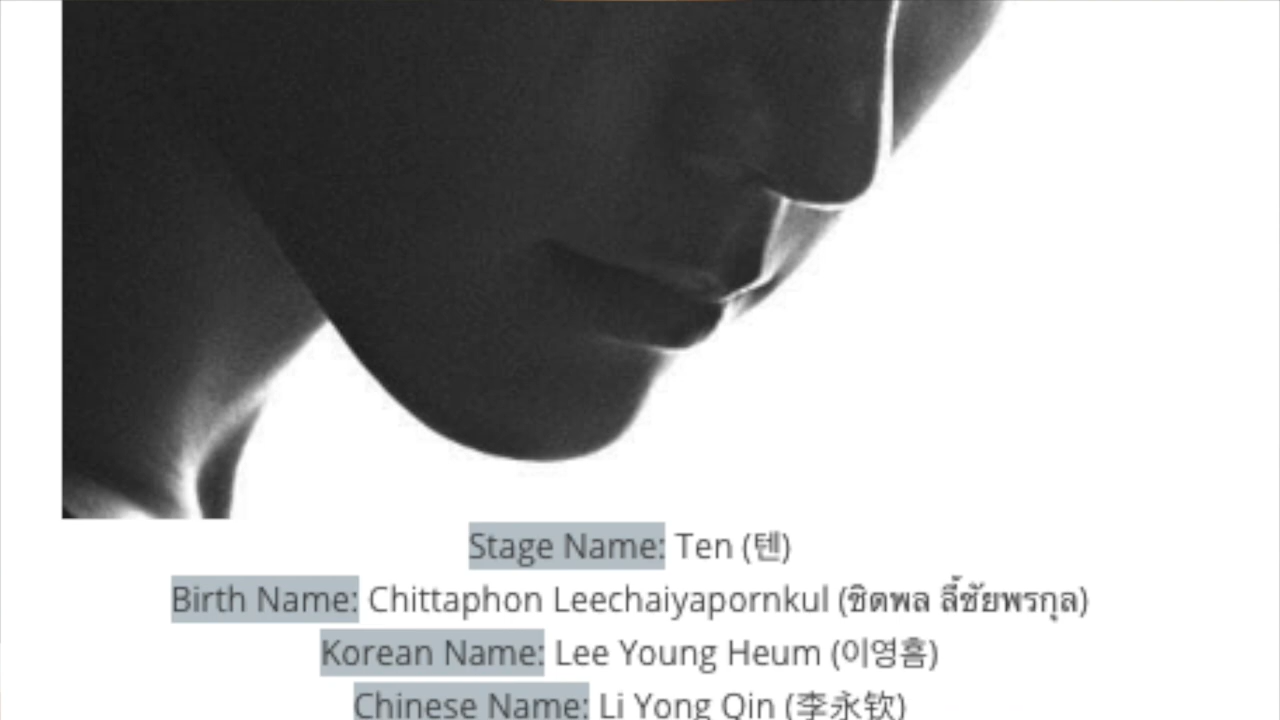 Stage Name: Ten (텐)
Birth Name: Chittaphon Leechaiyapornkul (ชิตพล ลี้ชัยพรกุล)
Korean Name: Lee Young Heum (이영흠)
Chinese Name: Li Yong Qin (李永钦)